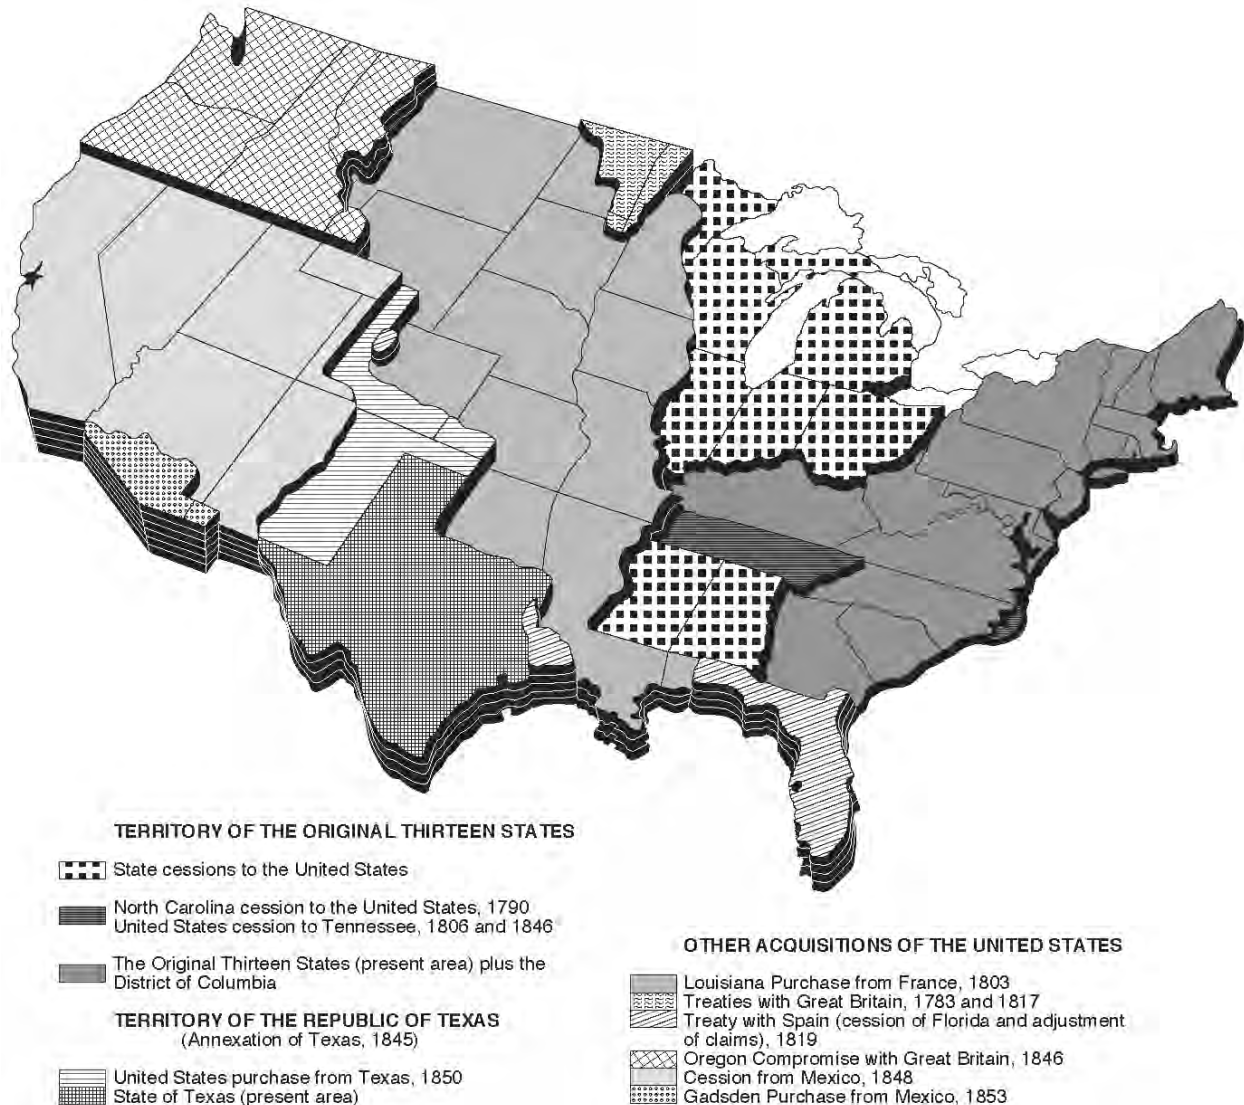 TERRITORY OF THE ORIGINAL THIRTEEN STATES
State cessions to the United States
North Carolina cession to the United States, 1790
United States cession to Tennessee, 1806 and 1846
The Original Thirteen States (present area) plus the
District of Columbia
TERRITORY OF THE REPUBLIC OF TEXAS
(Annexation of Texas, 1845)
United States purchase from Texas, 1850
State of Texas (present area)
OTHER ACQUISITIONS OF THE UNITED STATES
Louisiana Purchase from France, 1803
Treaties with Great Britain, 1783 and 1817
Treaty with Spain (cession of Florida and adjustment
of claims), 1819
Oregon Compromise with Great Britain, 1846
Cession from Mexico, 1848
Gadsden Purchase from Mexico, 1853